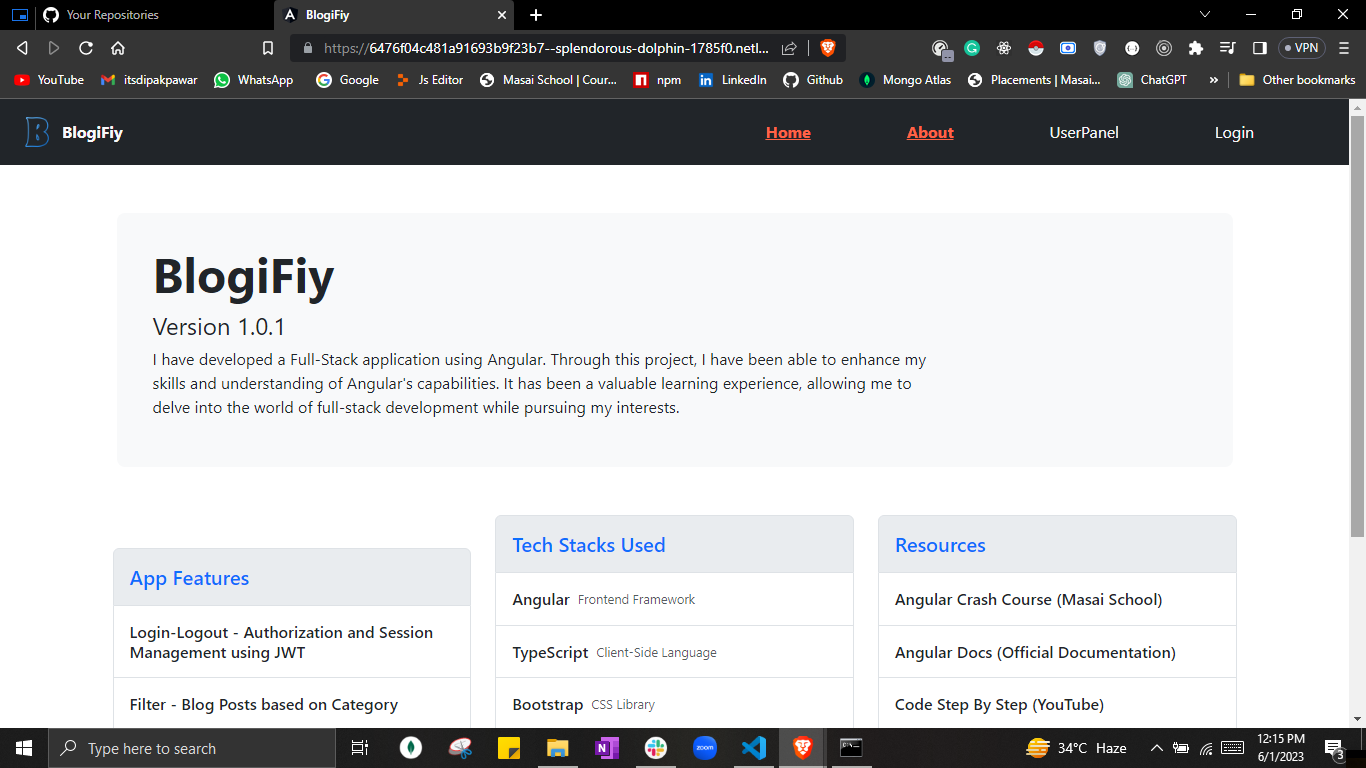 Your Repositories
BlogiFiy
https://6476f04c481a91693b9f23b7--splendorous-dolphin-1785f0.netl...
VPN
YouTube
itsdipakpawar
WhatsApp
Google
Js Editor
Masai School | Cour...
npm
LinkedIn
Github
Mongo Atlas
Placements | Masai...
ChatGPT
»
Other bookmarks
B BlogiFiy
Home
About
UserPanel
Login
BlogiFiy
Version 1.0.1
I have developed a Full-Stack application using Angular. Through this project, I have been able to enhance my
skills and understanding of Angular's capabilities. It has been a valuable learning experience, allowing me to
delve into the world of full-stack development while pursuing my interests.
App Features
Login-Logout - Authorization and Session
Management using JWT
Filter - Blog Posts based on Category
Tech Stacks Used
Angular Frontend Framework
TypeScript Client-Side Language
Bootstrap CSS Library
Resources
Angular Crash Course (Masai School)
Angular Docs (Official Documentation)
Code Step By Step (YouTube)
Type here to search
zoom
34°C Haze
12:15 PM
6/1/2023
3